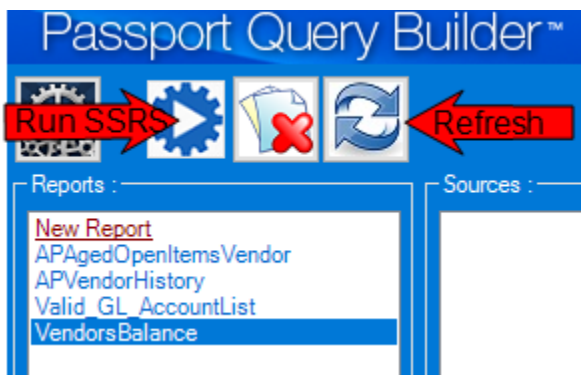 Passport Query Builder™
Run SSRS
Refresh
Reports :
Sources :
New Report
APAgedOpenItemsVendor
APVendorHistory
Valid_GL_AccountList
VendorsBalance